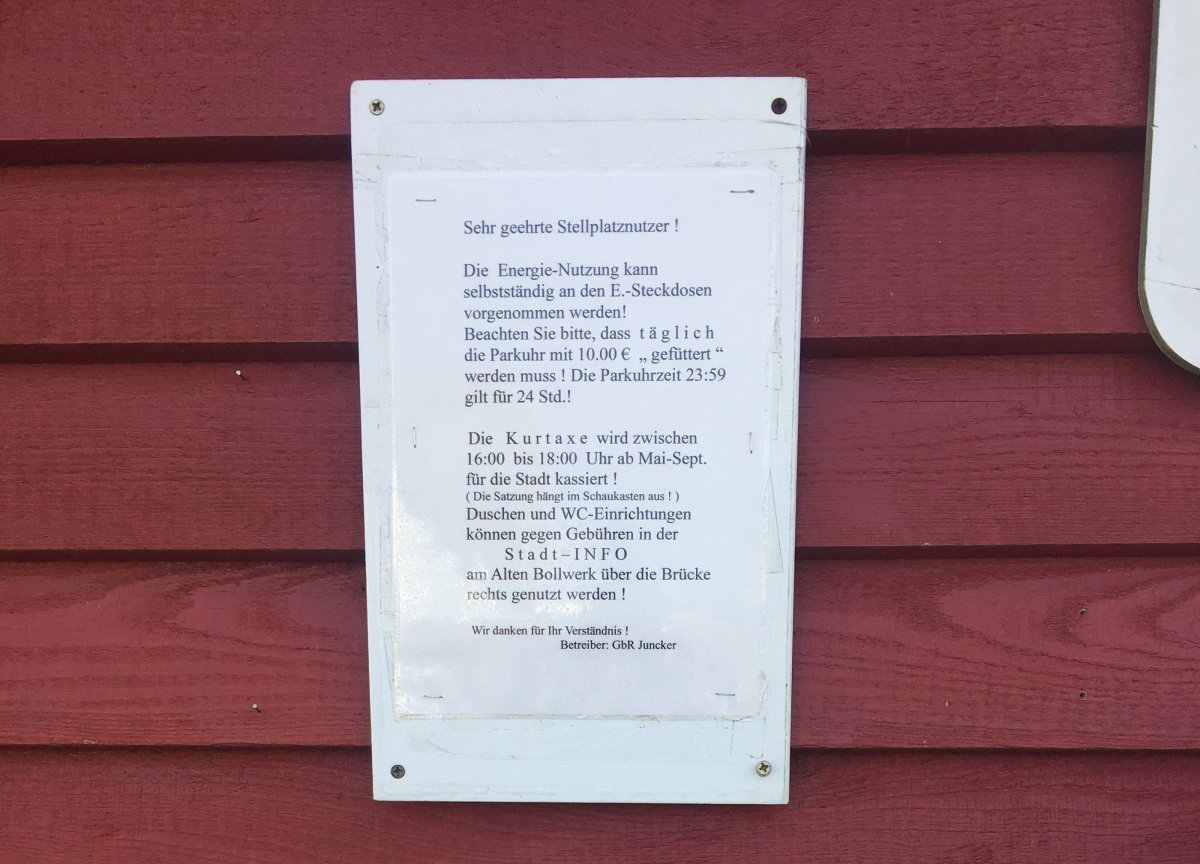 Sehr geehrte Stellplatznutzer !
Die Energie-Nutzung kann
selbstständig an den E.-Steckdosen
vorgenommen werden!
Beachten Sie bitte, dass t ä g l i c h
die Parkuhr mit 10.00 € „ gefüttert “
werden muss ! Die Parkuhrzeit 23:59
gilt für 24 Std.!
Die K u r t a x e wird zwischen
16:00 bis 18:00 Uhr ab Mai-Sept.
für die Stadt kassiert !
( Die Satzung hängt im Schaukasten aus ! )
Duschen und WC-Einrichtungen
können gegen Gebühren in der
S t a d t – I N F O
am Alten Bollwerk über die Brücke
rechts genutzt werden !
Wir danken für Ihr Verständnis !
Betreiber: GbR Juncker